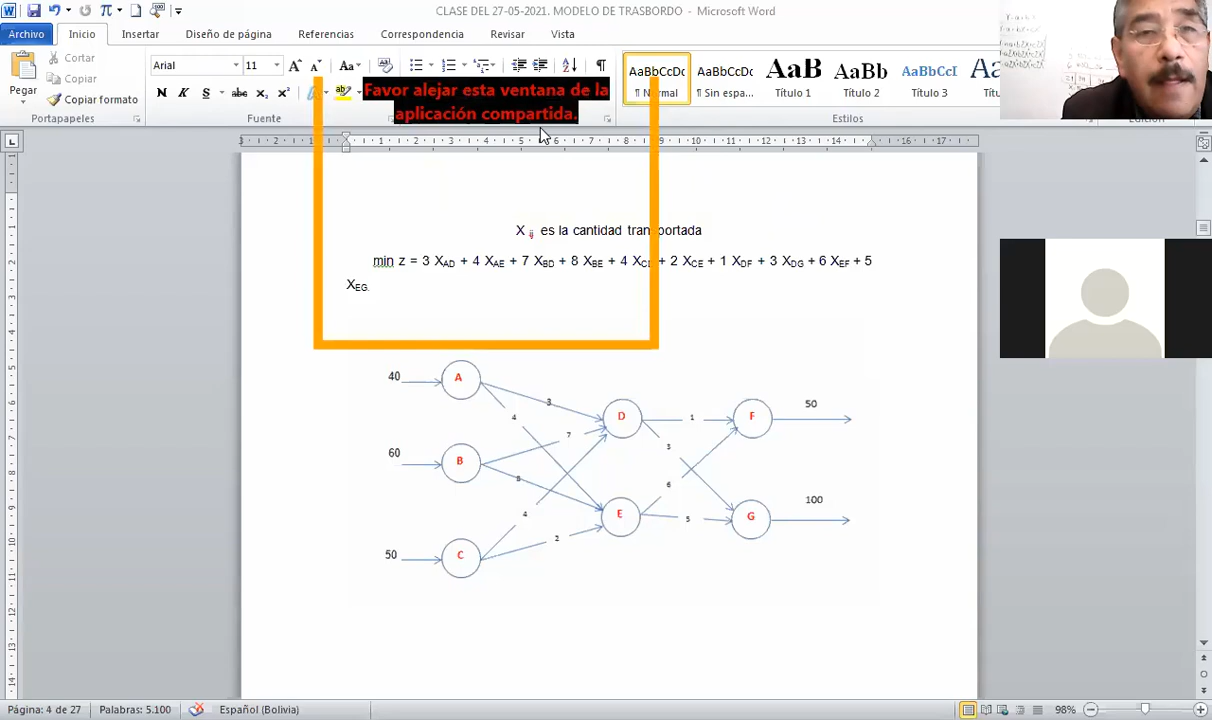 CLASE DEL 27-05-2021. MODELO DE TRASBORDO - Microsoft Word
Archivo Inicio Insertar Diseño de página Referencias Correspondencia Revisar Vista
Pegar
Cortar
Copiar
Copiar formato
Portapapeles
Arial 11
N K S abc x₂ x²
Fuente
Favor alejar esta ventana de la
aplicación compartida.
AaBbCcDc AaBbCcDc AaB AaBb AaBbCcI
¶ Normal ¶ Sin espa... Título 1 Título 2 Título 3
Estilos
X ij es la cantidad transportada
min z = 3 XAD + 4 XAE + 7 XBD + 8 XBE + 4 XCD + 2 XCE + 1 XDF + 3 XDG + 6 XEF + 5
XEG.
40 A 3 4
60 B 7 8
50 C 4 2
D 1 3
E 6 5
F 50
G 100
Página: 4 de 27 Palabras: 5.100 Español (Bolivia) 98%